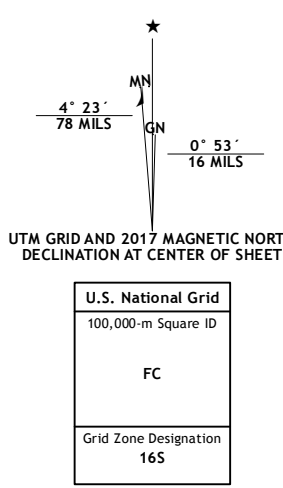 ★
MN
4° 23´
78 MILS
GN
0° 53´
16 MILS
UTM GRID AND 2017 MAGNETIC NORT
DECLINATION AT CENTER OF SHEET
U.S. National Grid
100,000-m Square ID
FC
Grid Zone Designation
16S